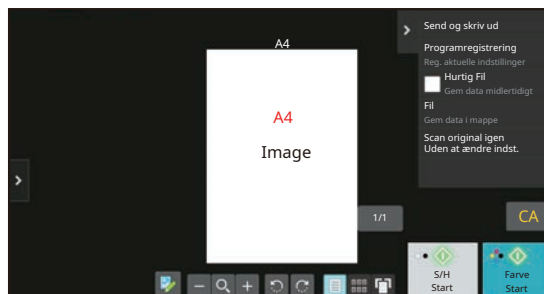 A4
A4
Image
1/1
Send og skriv ud
Programregistrering
Reg. aktuelle indstillinger
Hurtig Fil
Gem data midlertidigt
Fil
Gem data i mappe
Scan original igen
Uden at ændre indst.
CA
S/H
Start
Farve
Start